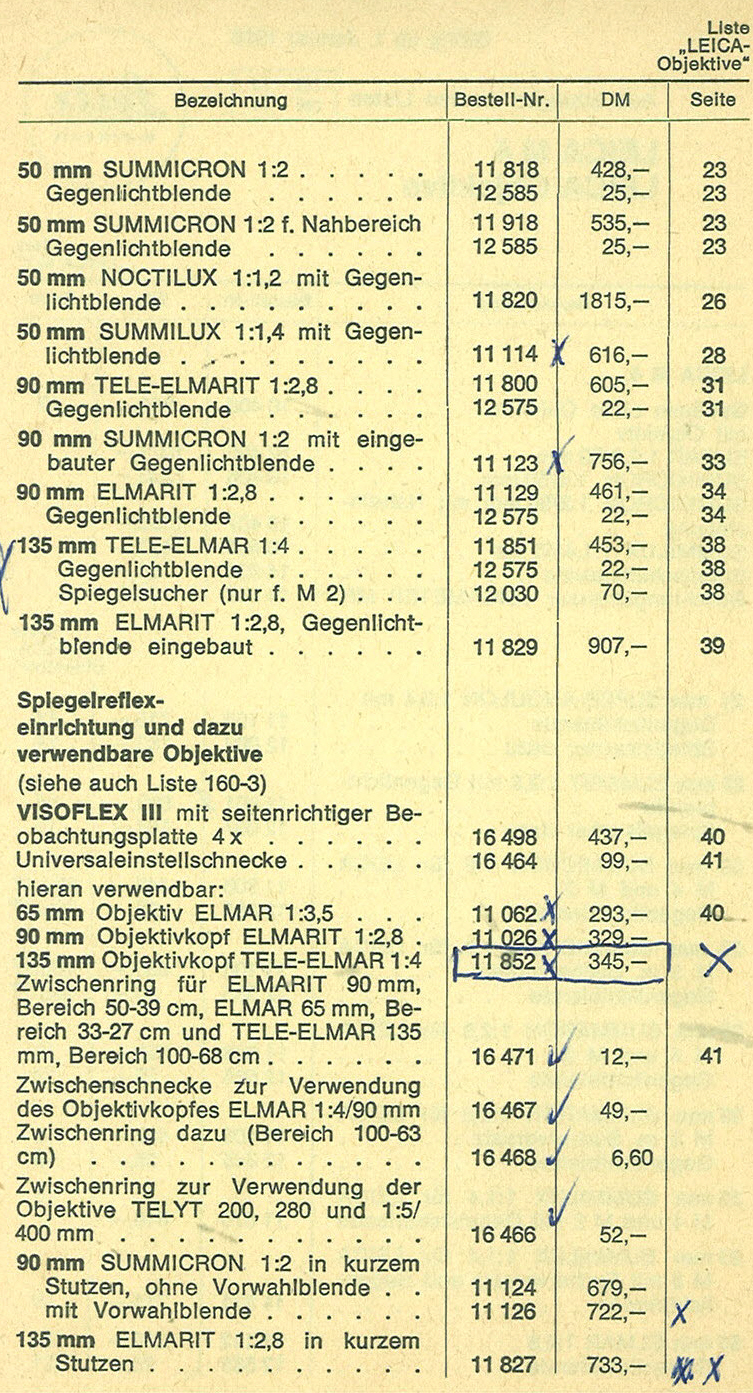 Liste
„LEICA-
Objektive“
Bezeichnung Bestell-Nr. DM Seite
50 mm SUMMICRON 1:2 . . . . . 11 818 428,— 23
Gegenlichtblende . . . . . . 12 585 25,— 23
50 mm SUMMICRON 1:2 f. Nahbereich 11 918 535,— 23
Gegenlichtblende . . . . . . 12 585 25,— 23
50 mm NOCTILUX 1:1,2 mit Gegen-
lichtblende . . . . . . . . . 11 820 1815,— 26
50 mm SUMMILUX 1:1,4 mit Gegen-
lichtblende . . . . . . . . . 11 114 X 616,— 28
90 mm TELE-ELMARIT 1:2,8 . . . . 11 800 605,— 31
Gegenlichtblende . . . . . . 12 575 22,— 31
90 mm SUMMICRON 1:2 mit einge-
bauter Gegenlichtblende . . . . 11 123 X 756,— 33
90 mm ELMARIT 1:2,8 . . . . . . 11 129 461,— 34
Gegenlichtblende . . . . . . 12 575 22,— 34
135 mm TELE-ELMAR 1:4 . . . . . 11 851 453,— 38
Gegenlichtblende . . . . . . 12 575 22,— 38
Spiegelsucher (nur f. M 2) . . . 12 030 70,— 38
135 mm ELMARIT 1:2,8, Gegenlicht-
blende eingebaut . . . . . . 11 829 907,— 39
Spiegelreflex-
einrichtung und dazu
verwendbare Objektive
(siehe auch Liste 160-3)
VISOFLEX III mit seitenrichtiger Be-
obachtungsplatte 4 x . . . . . . 16 498 437,— 40
Universaleinstellschnecke . . . . . 16 464 99,— 41
hieran verwendbar:
65 mm Objektiv ELMAR 1:3,5 . . . 11 062 X 293,— 40
90 mm Objektivkopf ELMARIT 1:2,8 . 11 026 X 329,—
135 mm Objektivkopf TELE-ELMAR 1:4 11 852 X 345,— X
Zwischenring für ELMARIT 90 mm,
Bereich 50-39 cm, ELMAR 65 mm, Be-
reich 33-27 cm und TELE-ELMAR 135
mm, Bereich 100-68 cm . . . . . . 16 471 ✓ 12,— 41
Zwischenschnecke zur Verwendung
des Objektivkopfes ELMAR 1:4/90 mm 16 467 ✓ 49,—
Zwischenring dazu (Bereich 100-63
cm) . . . . . . . . . . . . 16 468 ✓ 6,60
Zwischenring zur Verwendung der
Objektive TELYT 200, 280 und 1:5/
400 mm . . . . . . . . . . . 16 466 ✓ 52,—
90 mm SUMMICRON 1:2 in kurzem
Stutzen, ohne Vorwahlblende . . 11 124 679,—
mit Vorwahlblende . . . . . . 11 126 722,— X
135 mm ELMARIT 1:2,8 in kurzem
Stutzen . . . . . . . . . . . 11 827 733,— X